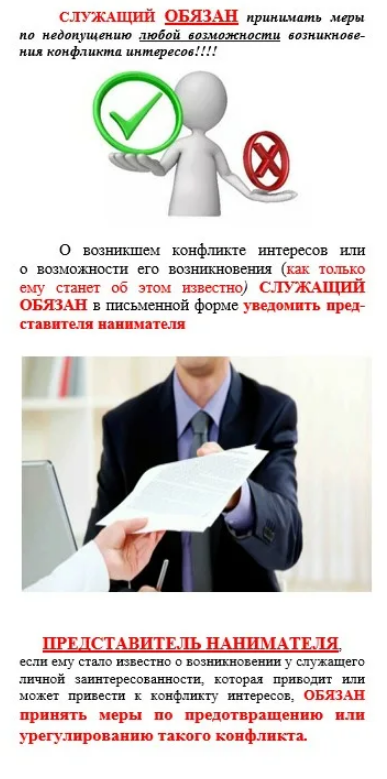 СЛУЖАЩИЙ ОБЯЗАН принимать меры
по недопущению любой возможности возникнове-
ния конфликта интересов!!!!
О возникшем конфликте интересов или
о возможности его возникновения (как только
ему станет об этом известно) СЛУЖАЩИЙ
ОБЯЗАН в письменной форме уведомить пред-
ставителя нанимателя
ПРЕДСТАВИТЕЛЬ НАНИМАТЕЛЯ,
если ему стало известно о возникновении у служащего
личной заинтересованности, которая приводит или
может привести к конфликту интересов, ОБЯЗАН
принять меры по предотвращению или
урегулированию такого конфликта.